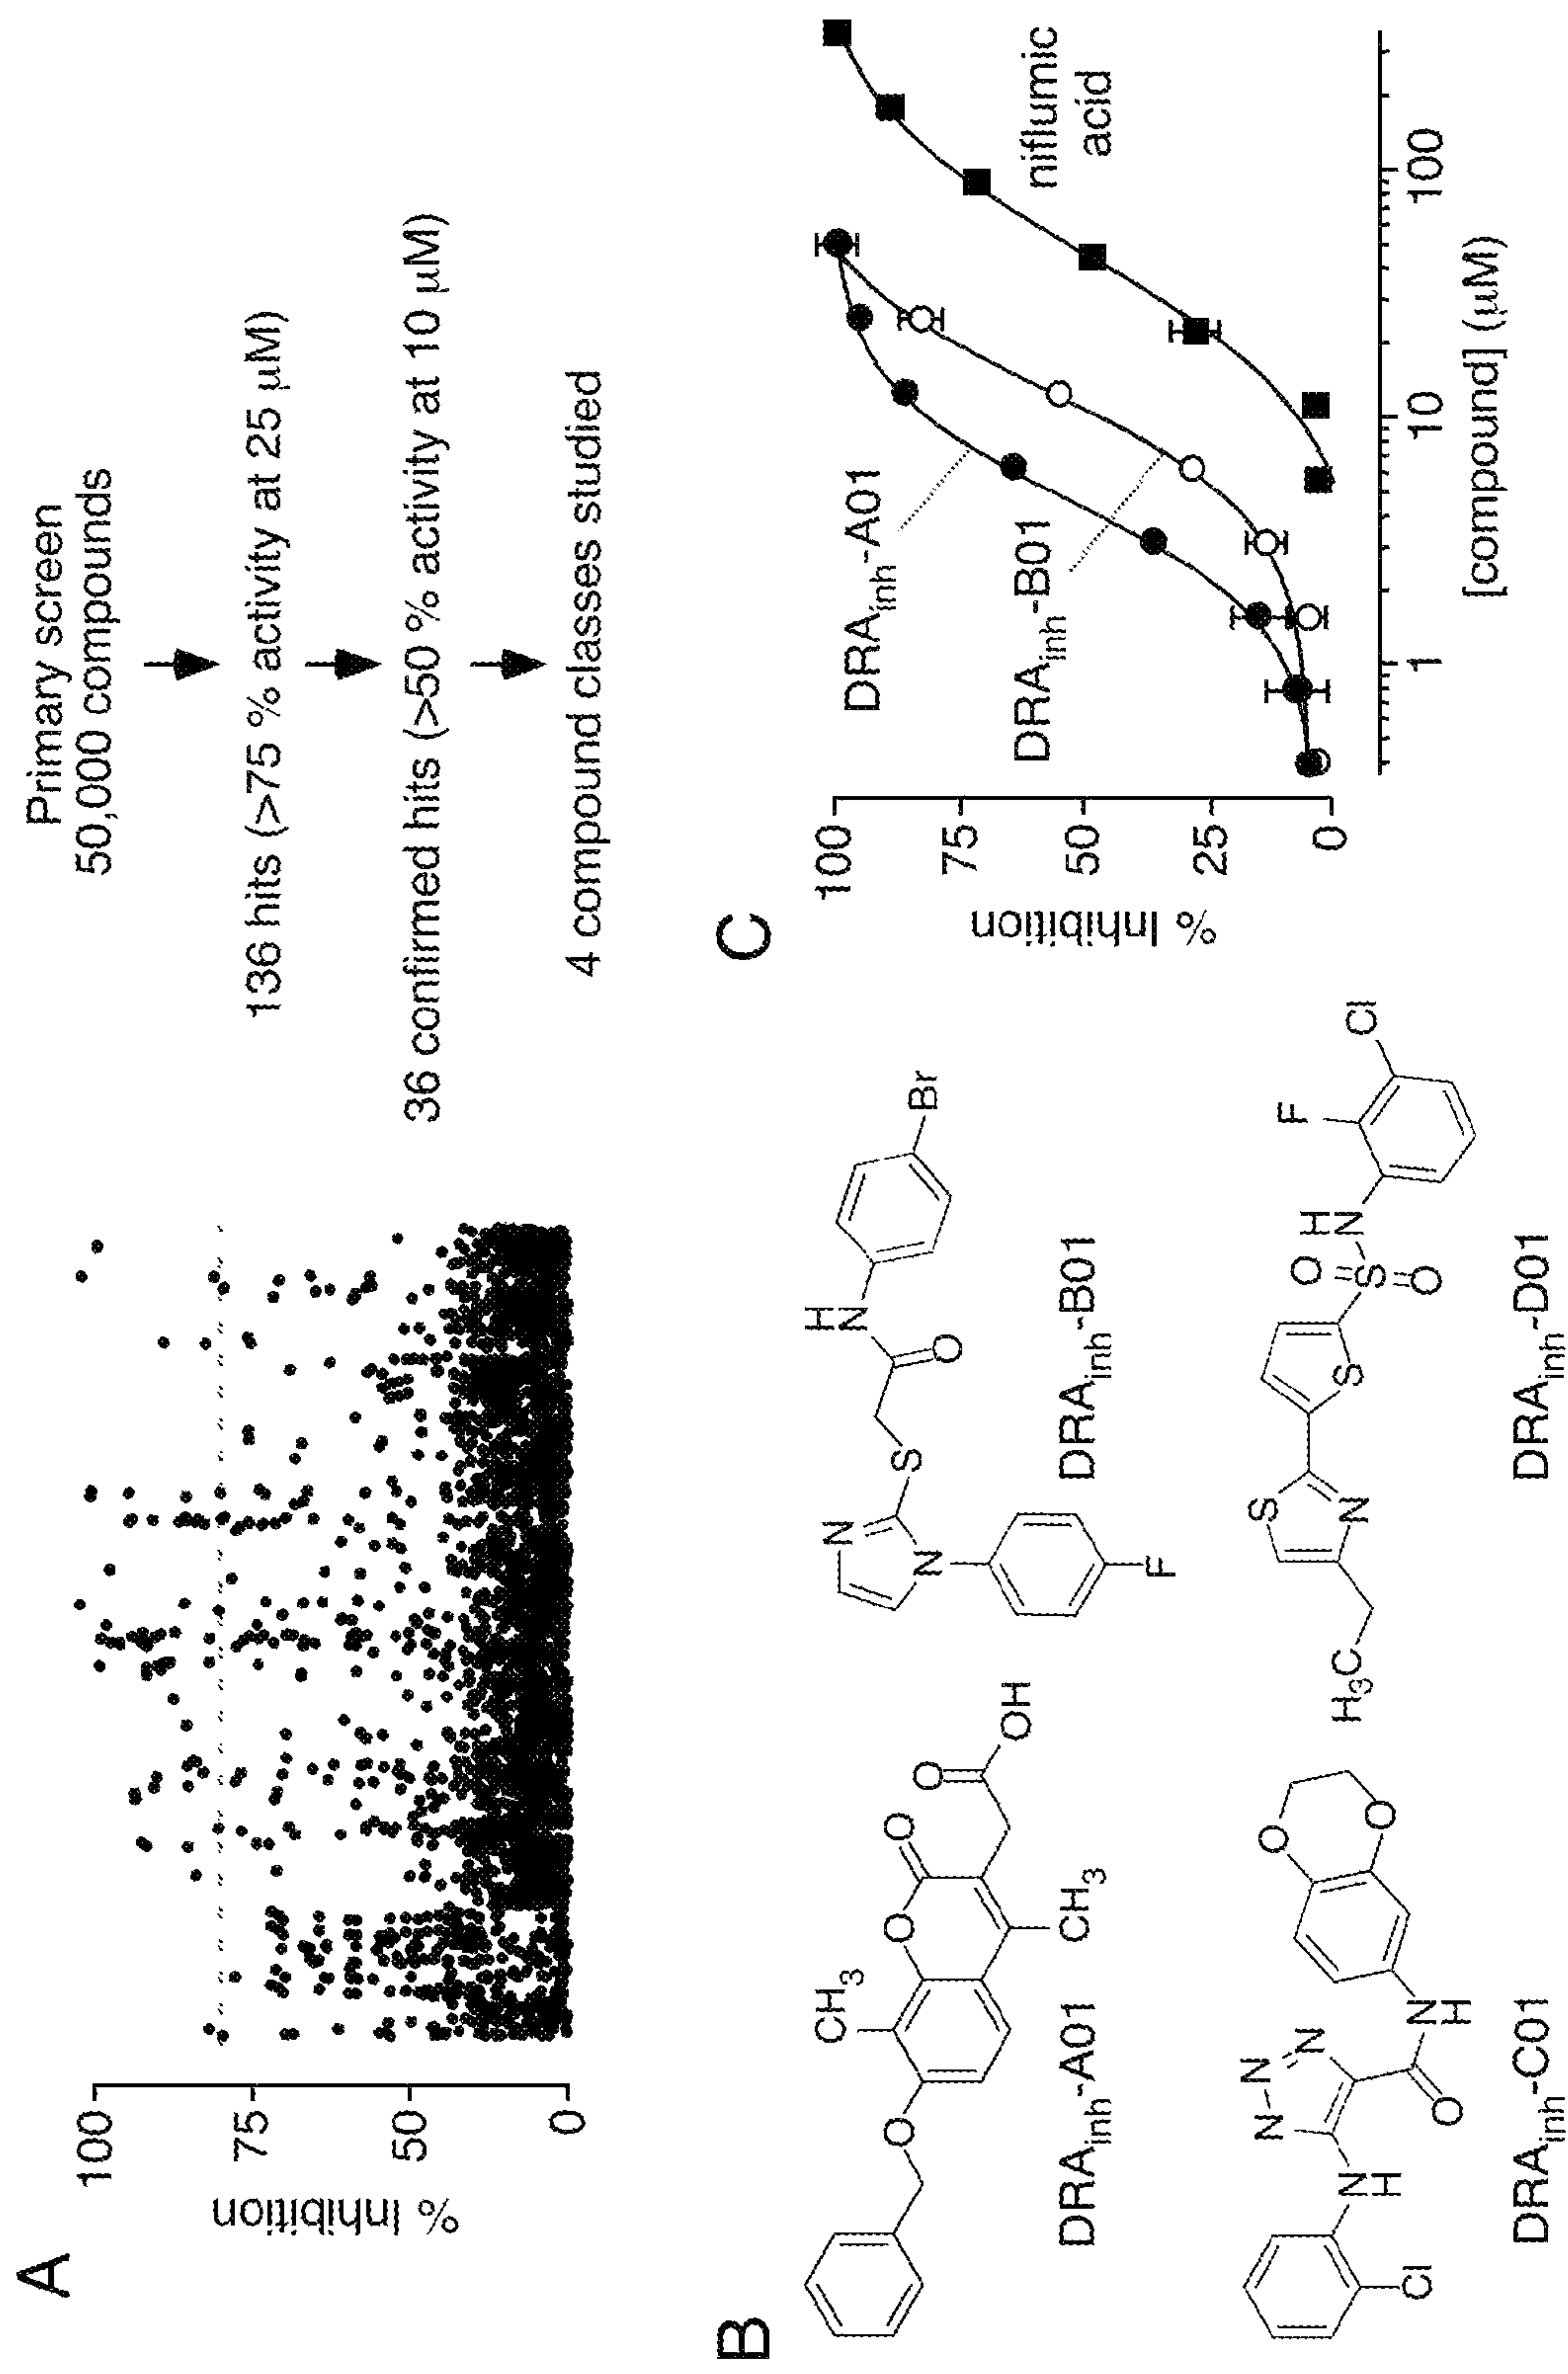 A
% Inhibition
100
75
50
0
Primary screen
50,000 compounds
136 hits (>75 % activity at 25 μM)
36 confirmed hits (>50 % activity at 10 μM)
4 compound classes studied
B
O
CH3
O
O
CH3
O
OH
DRAinh-A01
N
N
S
O
H
N
Br
F
DRAinh-B01
Cl
N
H
N
N
N
O
N
H
O
O
DRAinh-C01
H3C
S
N
S
O
S
O
H
N
F
Cl
DRAinh-D01
C
% Inhibition
100
75
50
25
0
DRAinh-A01
DRAinh-B01
niflumic
acid
1
10
100
[compound] (μM)